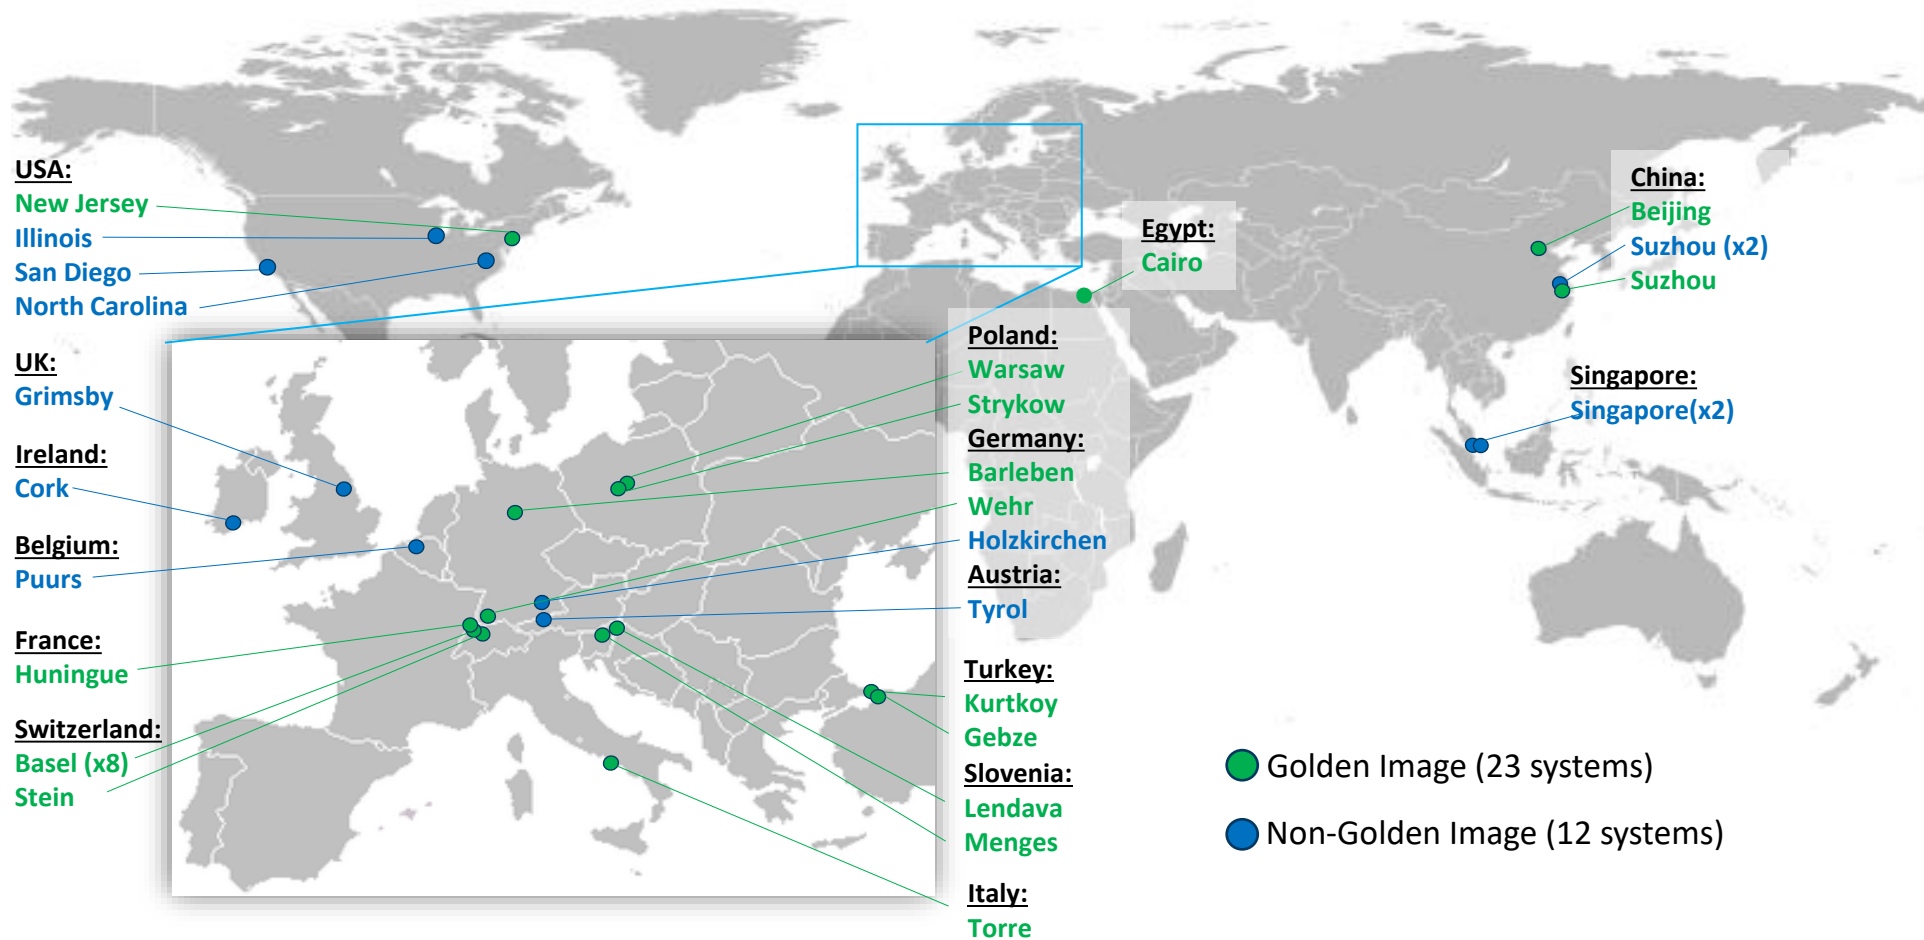 USA:
New Jersey
Illinois
San Diego
North Carolina
UK:
Grimsby
Ireland:
Cork
Belgium:
Puurs
France:
Huningue
Switzerland:
Basel (x8)
Stein
Poland:
Warsaw
Strykow
Germany:
Barleben
Wehr
Holzkirchen
Austria:
Tyrol
Turkey:
Kurtkoy
Gebze
Slovenia:
Lendava
Menges
Italy:
Torre
Egypt:
Cairo
China:
Beijing
Suzhou (x2)
Suzhou
Singapore:
Singapore(x2)
Golden Image (23 systems)
Non-Golden Image (12 systems)